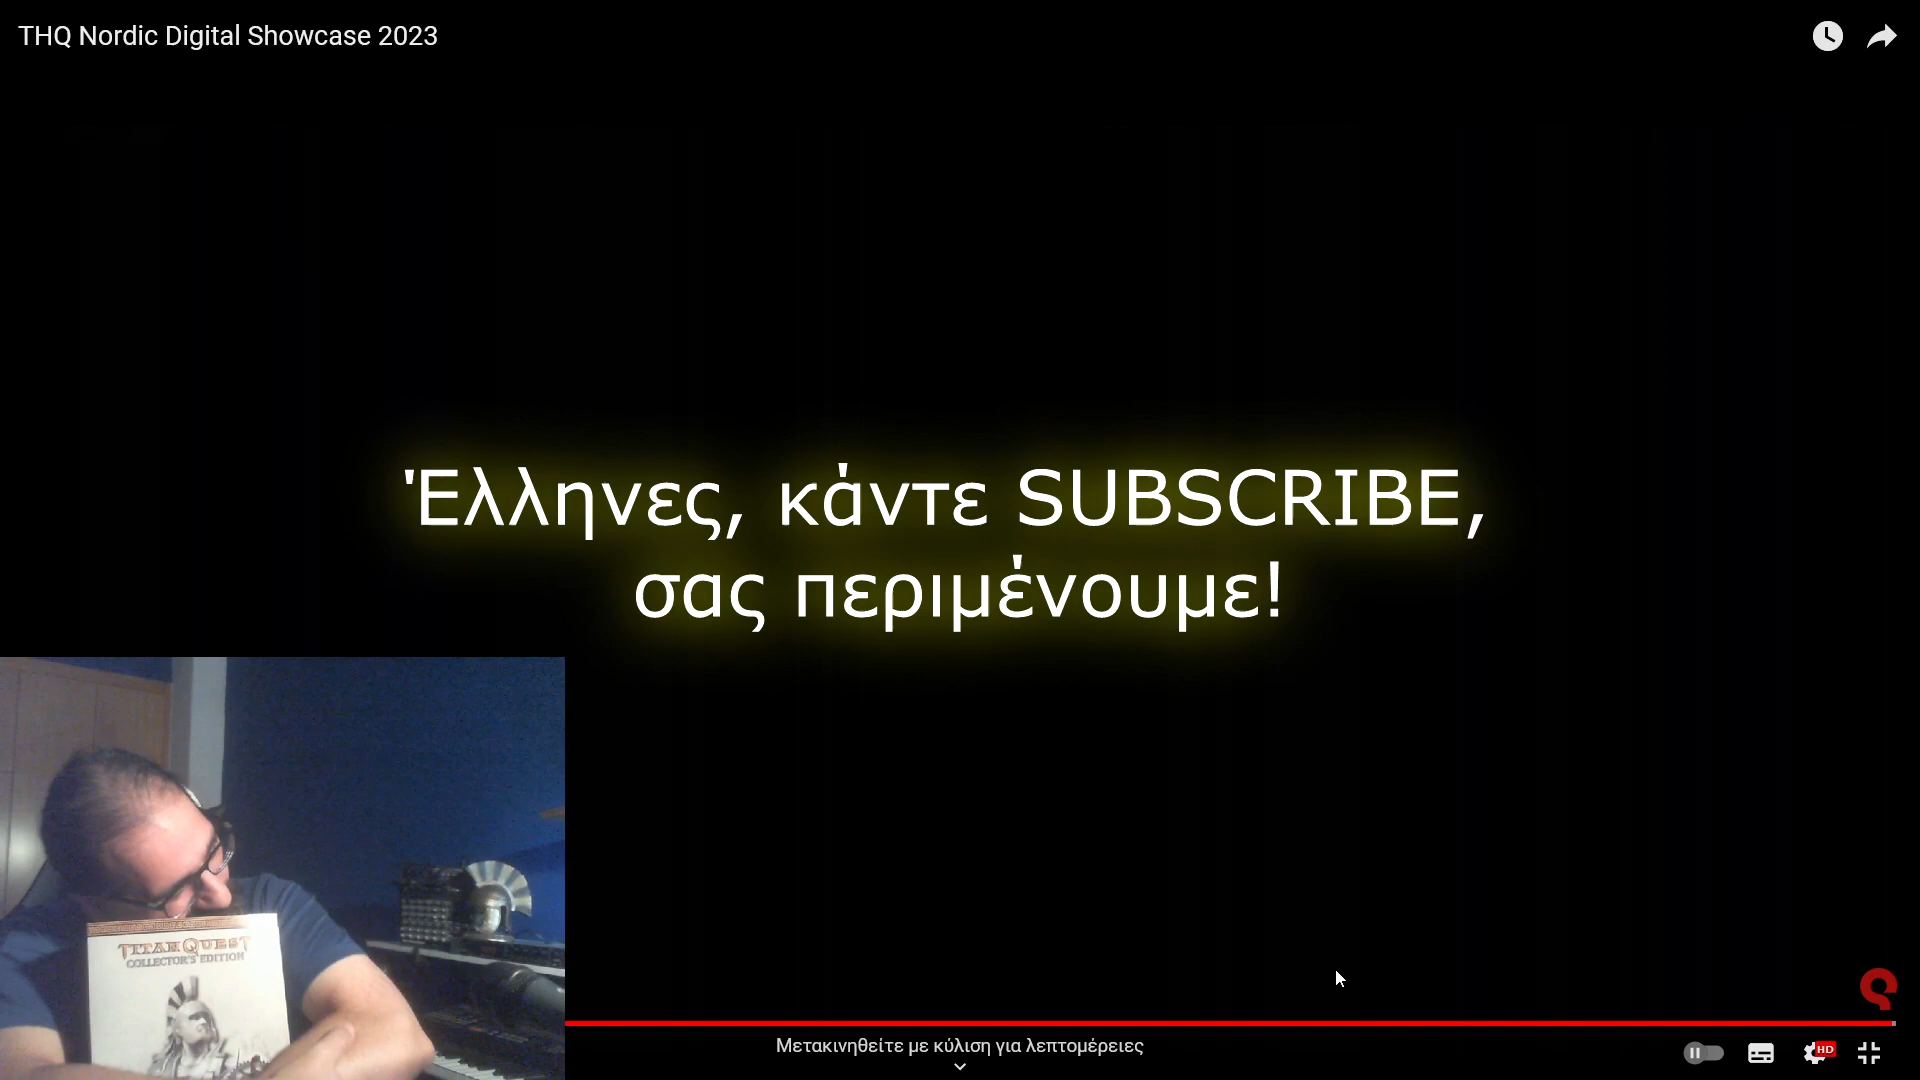 THQ Nordic Digital Showcase 2023
Έλληνες, κάντε SUBSCRIBE,
σας περιμένουμε!
TITAN QUEST
COLLECTOR'S EDITION
Μετακινηθείτε με κύλιση για λεπτομέρειες
HD